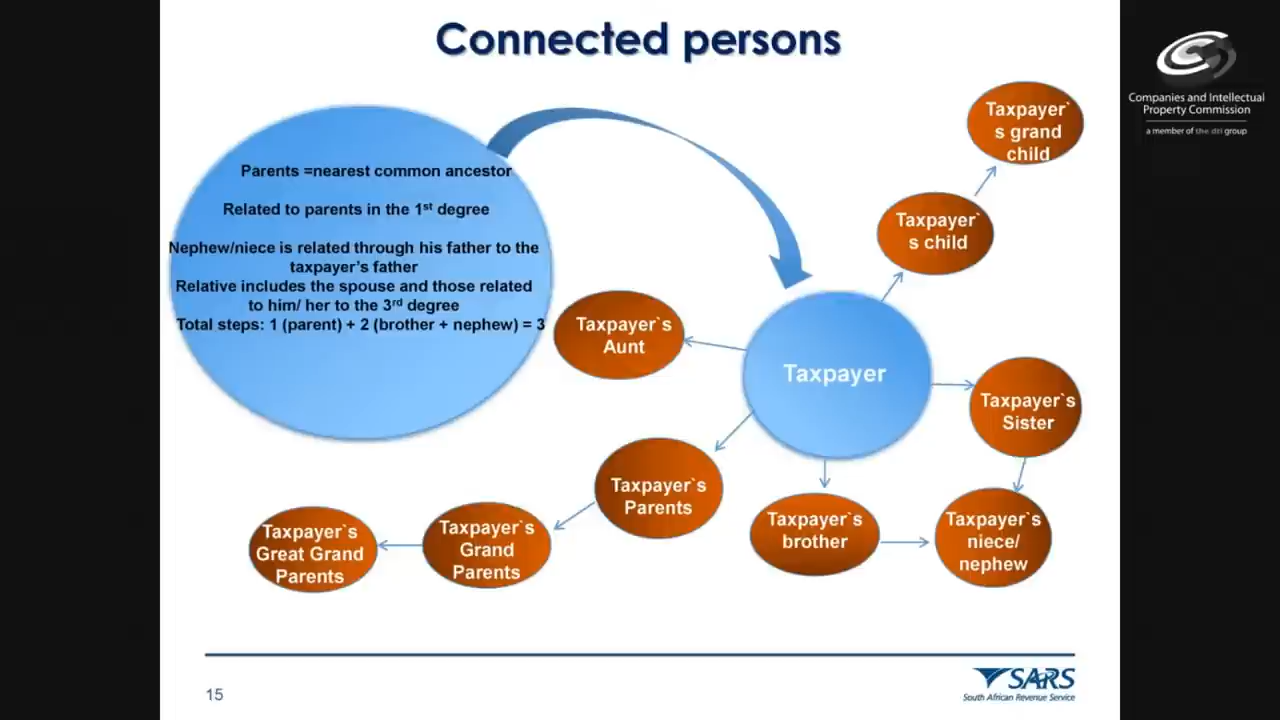 Connected persons
Companies and Intellectual
Property Commission
a member of the dti group
Parents =nearest common ancestor
Related to parents in the 1st degree
Nephew/niece is related through his father to the
taxpayer's father
Relative includes the spouse and those related
to him/ her to the 3rd degree
Total steps: 1 (parent) + 2 (brother + nephew) = 3
Taxpayer`
s grand
child
Taxpayer`
s child
Taxpayer`s
Aunt
Taxpayer
Taxpayer`s
Sister
Taxpayer`s
Parents
Taxpayer`s
brother
Taxpayer`s
niece/
nephew
Taxpayer`s
Grand
Parents
Taxpayer`s
Great Grand
Parents
15
SARS
South African Revenue Service